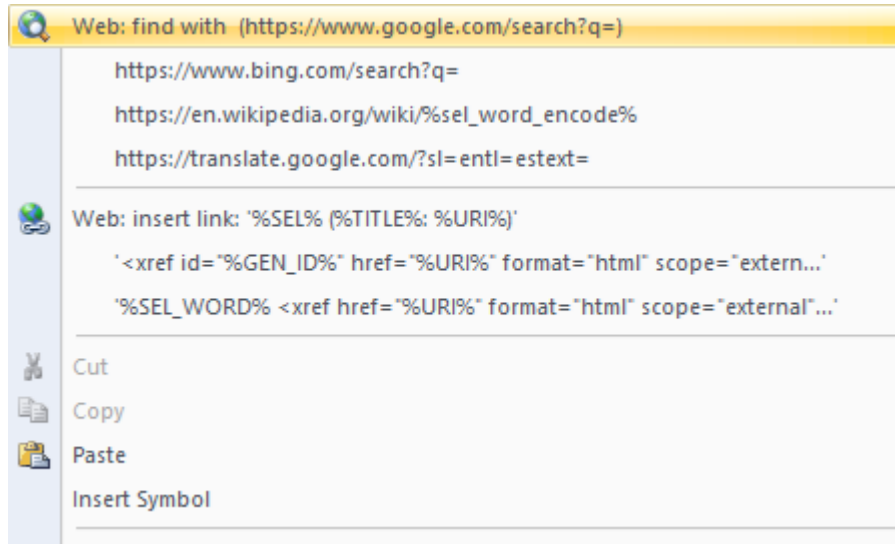 Web: find with (https://www.google.com/search?q=)
https://www.bing.com/search?q=
https://en.wikipedia.org/wiki/%sel_word_encode%
https://translate.google.com/?sl=entl=estext=
Web: insert link: '%SEL% (%TITLE%: %URI%)'
'<xref id="%GEN_ID%" href="%URI%" format="html" scope="extern...'
'%SEL_WORD% <xref href="%URI%" format="html" scope="external"...'
Cut
Copy
Paste
Insert Symbol